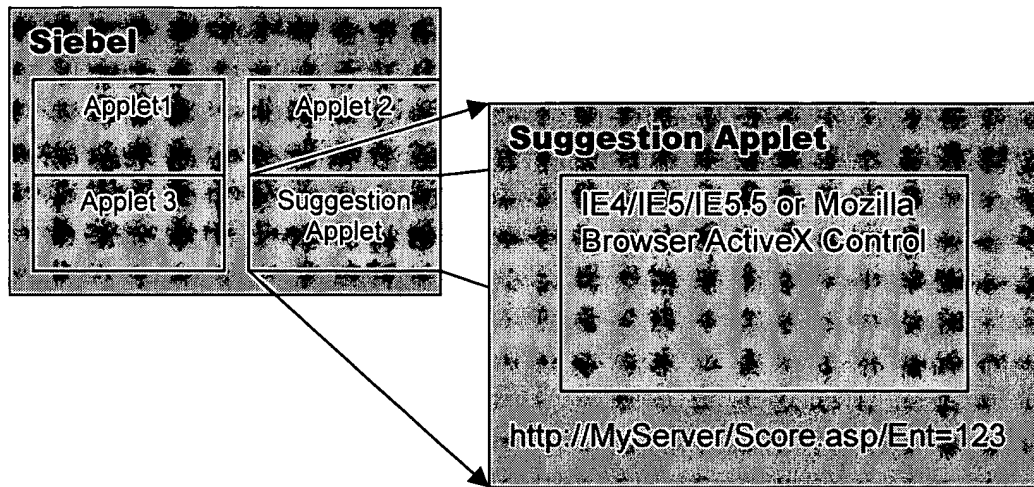 Siebel
Applet1
Applet 2
Applet 3
Suggestion
Applet
Suggestion Applet
IE4/IE5/IE5.5 or Mozilla
Browser ActiveX Control
http://MyServer/Score.asp/Ent=123